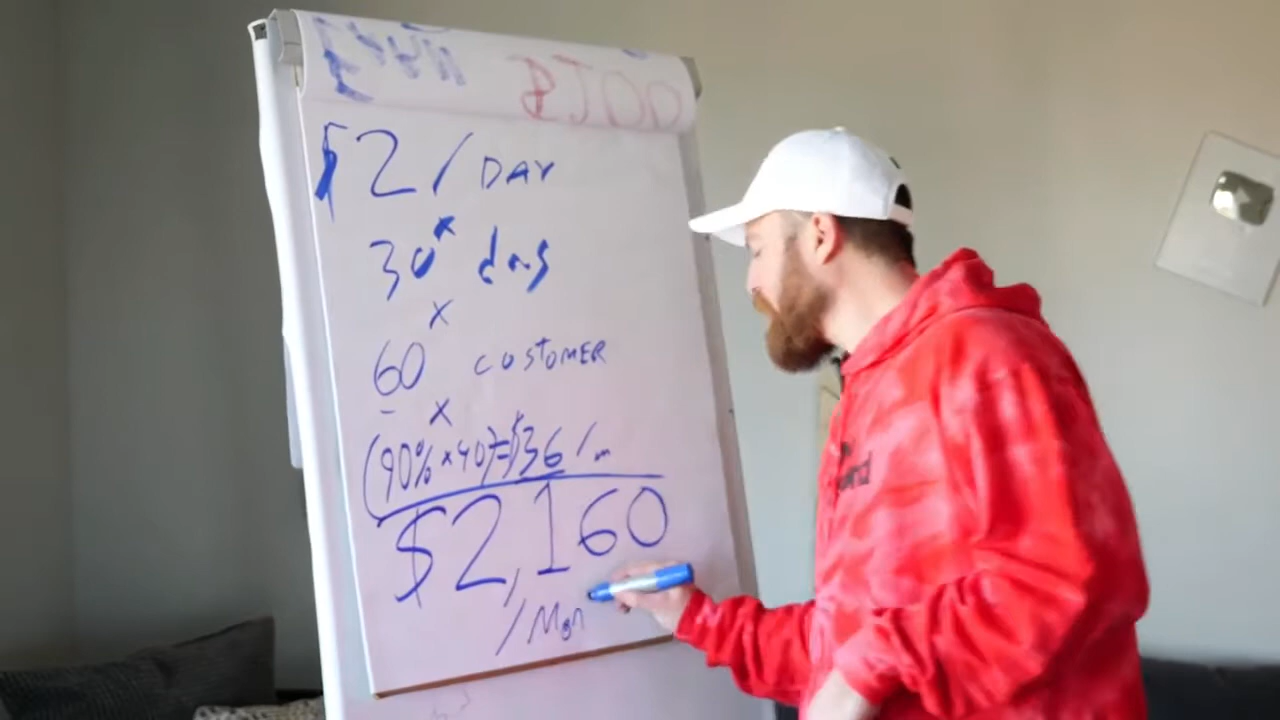 $2 / DAY
x
30 days
x
60 CUSTOMER
x
(90% x 40) = $36 / m
$2,160
/ Mon